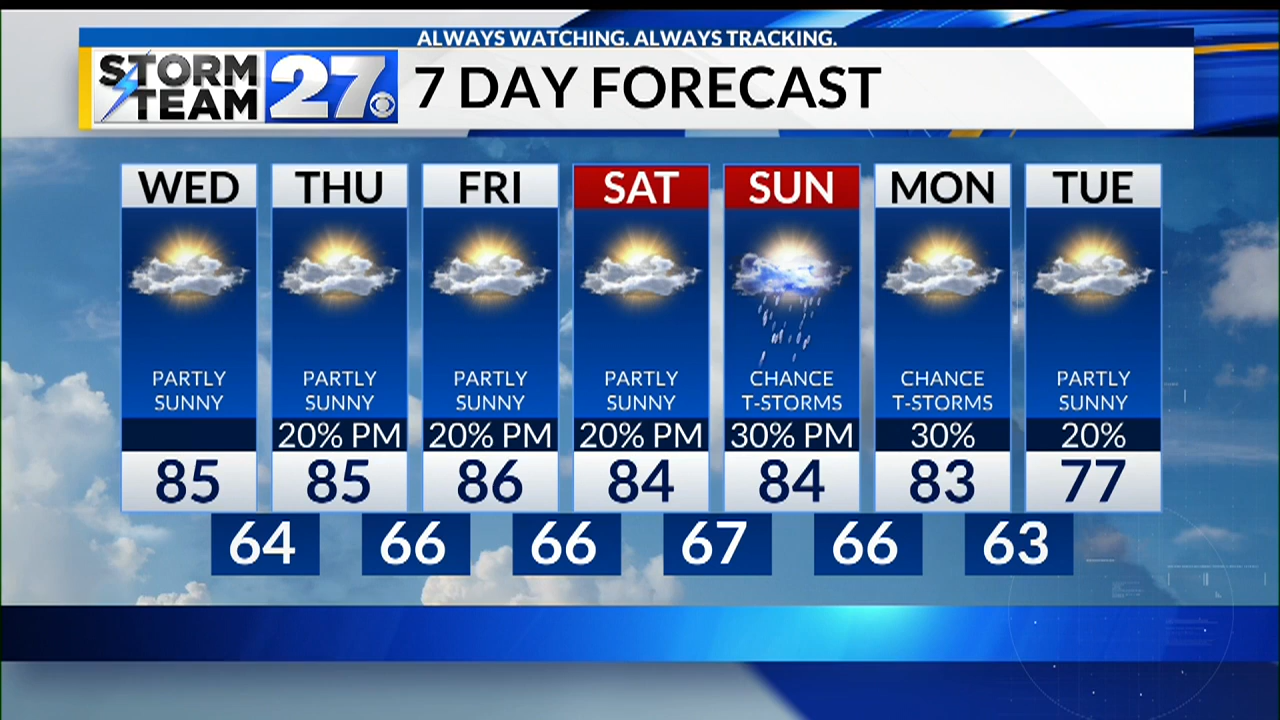 ALWAYS WATCHING. ALWAYS TRACKING.
STORM
TEAM
27
7 DAY FORECAST
WED THU FRI SAT SUN MON TUE
PARTLY PARTLY PARTLY PARTLY CHANCE CHANCE PARTLY
SUNNY SUNNY SUNNY SUNNY T-STORMS T-STORMS SUNNY
20% PM 20% PM 20% PM 30% PM 30% 20%
85 85 86 84 84 83 77
64 66 66 67 66 63